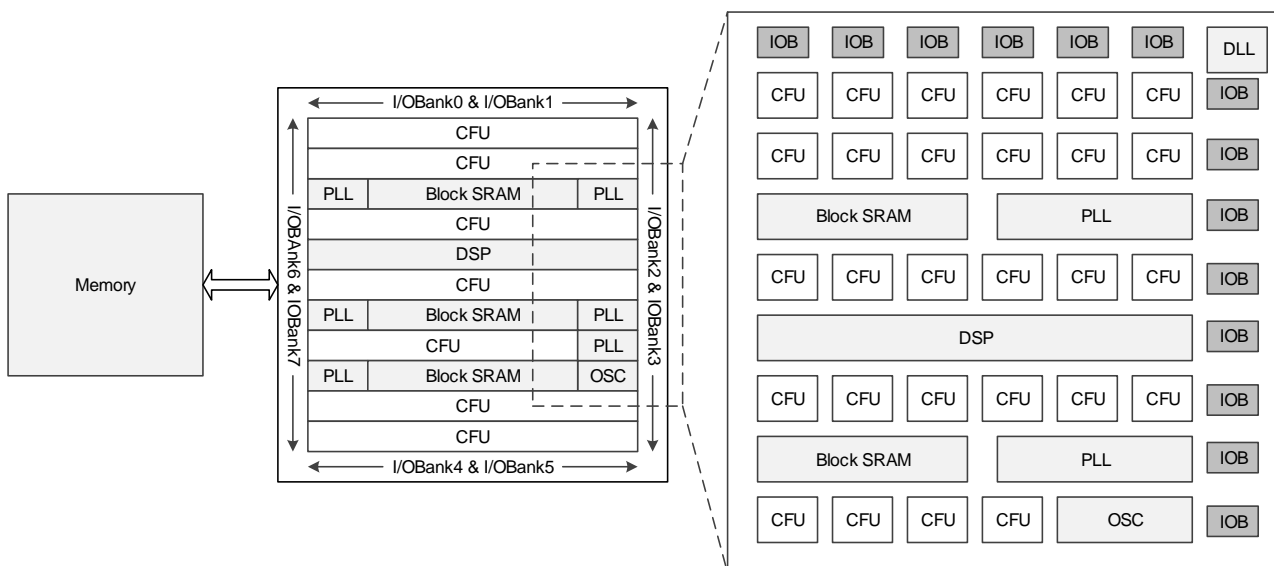 Memory
I/OBank0 & I/OBank1
I/OBAnk6 & IOBank7
CFU
CFU
PLL Block SRAM PLL
CFU
DSP
CFU
PLL Block SRAM PLL
CFU PLL
PLL Block SRAM OSC
CFU
CFU
I/OBank2 & IOBank3
I/OBank4 & I/OBank5
IOB IOB IOB IOB IOB IOB DLL
CFU CFU CFU CFU CFU CFU IOB
CFU CFU CFU CFU CFU CFU IOB
Block SRAM PLL IOB
CFU CFU CFU CFU CFU CFU IOB
DSP IOB
CFU CFU CFU CFU CFU CFU IOB
Block SRAM PLL IOB
CFU CFU CFU CFU OSC IOB